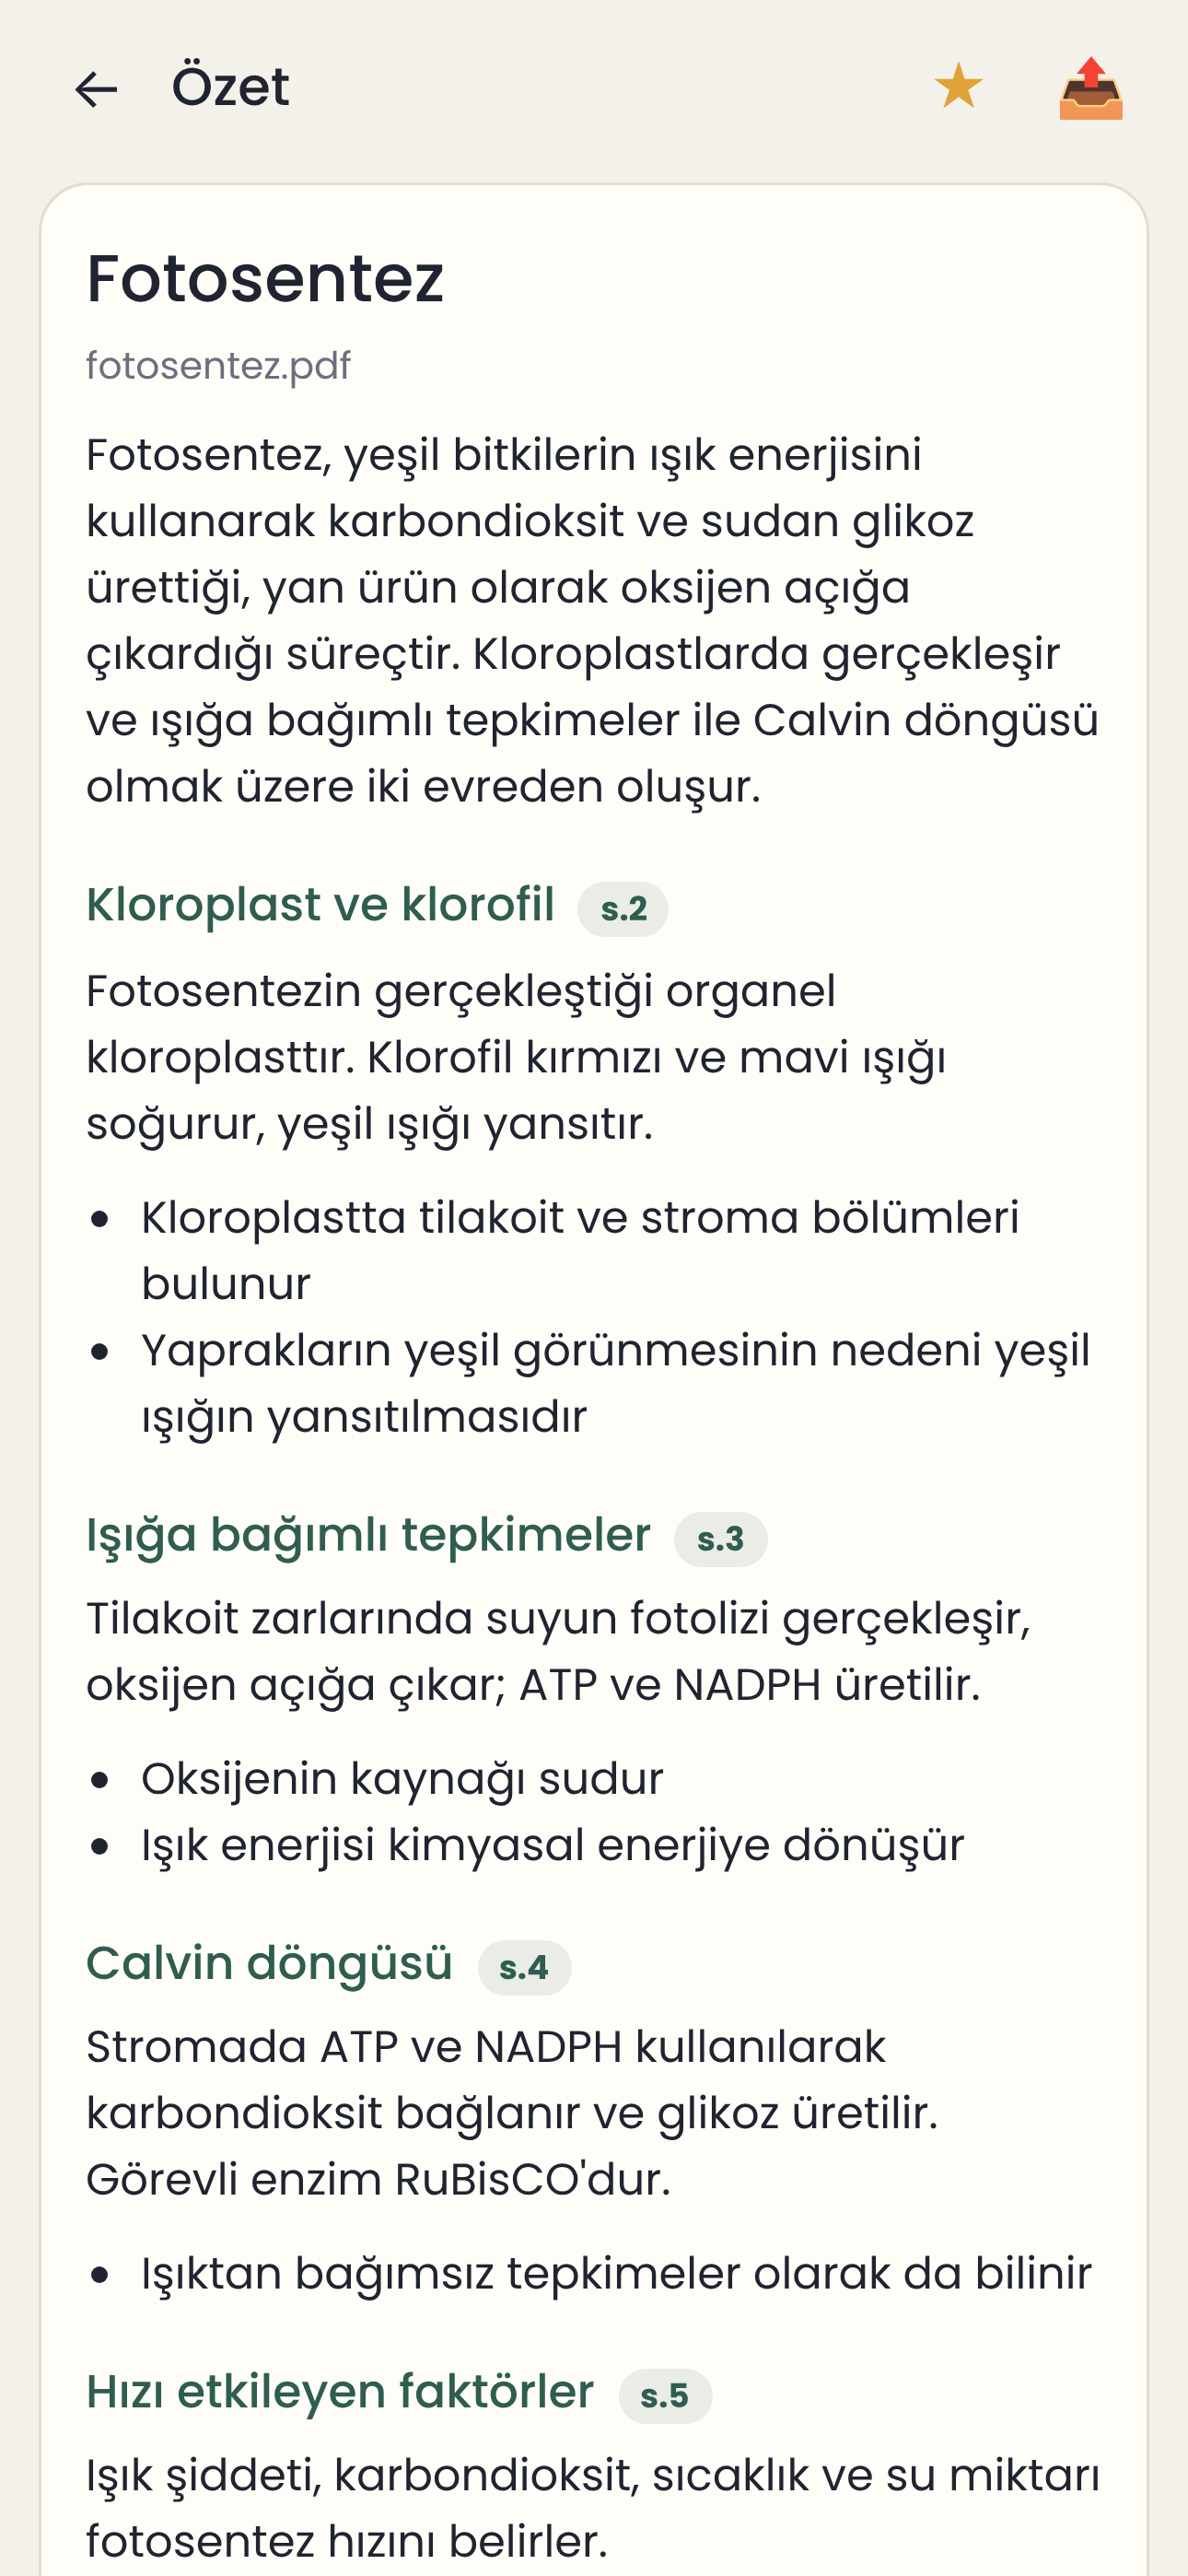 Özet
Fotosentez
fotosentez.pdf
Fotosentez, yeşil bitkilerin ışık enerjisini
kullanarak karbondioksit ve sudan glikoz
ürettiği, yan ürün olarak oksijen açığa
çıkardığı süreçtir. Kloroplastlarda gerçekleşir
ve ışığa bağımlı tepkimeler ile Calvin döngüsü
olmak üzere iki evreden oluşur.
Kloroplast ve klorofil s.2
Fotosentezin gerçekleştiği organel
kloroplasttır. Klorofil kırmızı ve mavi ışığı
soğurur, yeşil ışığı yansıtır.
• Kloroplastta tilakoit ve stroma bölümleri
bulunur
• Yaprakların yeşil görünmesinin nedeni yeşil
ışığın yansıtılmasıdır
Işığa bağımlı tepkimeler s.3
Tilakoit zarlarında suyun fotolizi gerçekleşir,
oksijen açığa çıkar; ATP ve NADPH üretilir.
• Oksijenin kaynağı sudur
• Işık enerjisi kimyasal enerjiye dönüşür
Calvin döngüsü s.4
Stromada ATP ve NADPH kullanılarak
karbondioksit bağlanır ve glikoz üretilir.
Görevli enzim RuBisCO'dur.
• Işıktan bağımsız tepkimeler olarak da bilinir
Hızı etkileyen faktörler s.5
Işık şiddeti, karbondioksit, sıcaklık ve su miktarı
fotosentez hızını belirler.